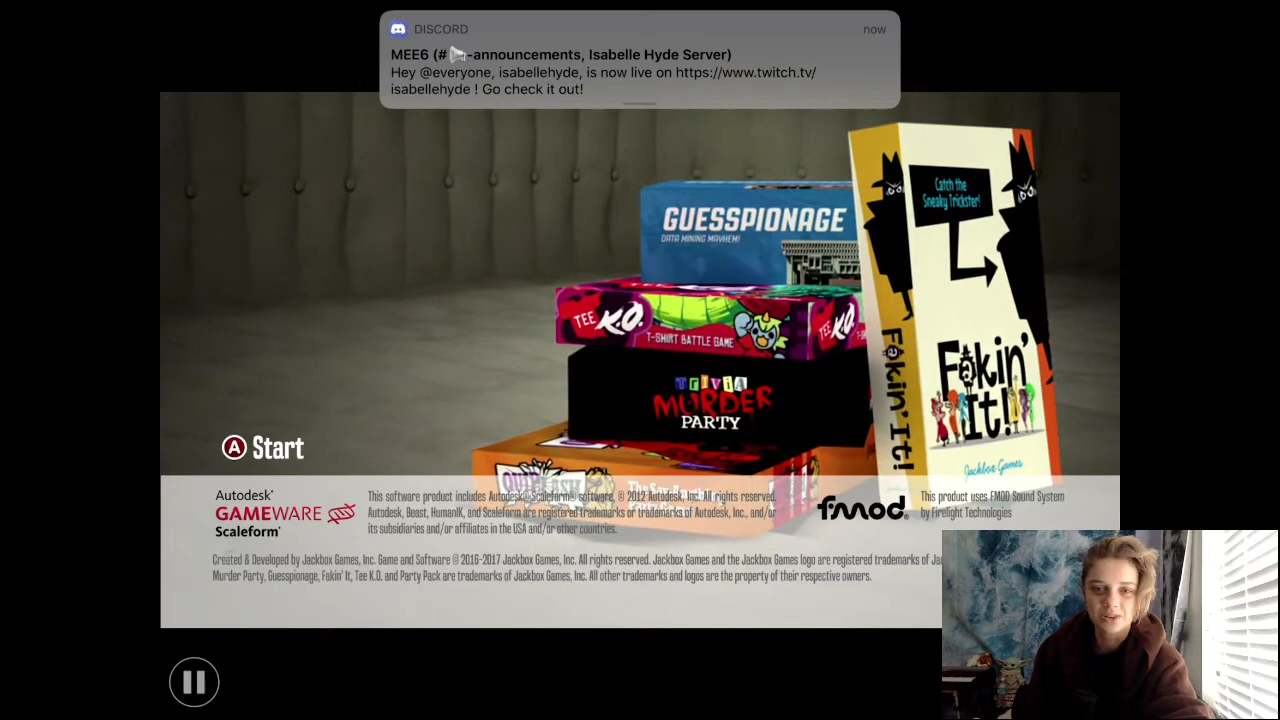 DISCORD
now
MEE6 (#📢-announcements, Isabelle Hyde Server)
Hey @everyone, isabellehyde, is now live on https://www.twitch.tv/
isabellehyde ! Go check it out!
GUESSPIONAGE
DATA MINING MAYHEM!
Catch the
Sneaky Trickster!
TEE K.O.
T-SHIRT BATTLE GAME
TEE K.O.
TRIVIA
MURDER
PARTY
Fakin' It!
Fakin'
It!
Jackbox Games
QUIPLASH
A Start
Autodesk®
GAMEWARE
Scaleform®
This software product includes Autodesk® Scaleform® software, © 2012 Autodesk, Inc. All rights reserved.
Autodesk, Beast, HumanIK, and Scaleform are registered trademarks or trademarks of Autodesk, Inc., and/or
its subsidiaries and/or affiliates in the USA and/or other countries.
fmod®
This product uses FMOD Sound System
by Firelight Technologies
Created & Developed by Jackbox Games, Inc. Game and Software © 2016-2017 Jackbox Games, Inc. All rights reserved. Jackbox Games and the Jackbox Games logo are registered trademarks of
Murder Party, Guesspionage, Fakin' It, Tee K.O. and Party Pack are trademarks of Jackbox Games, Inc. All other trademarks and logos are the property of their respective owners.